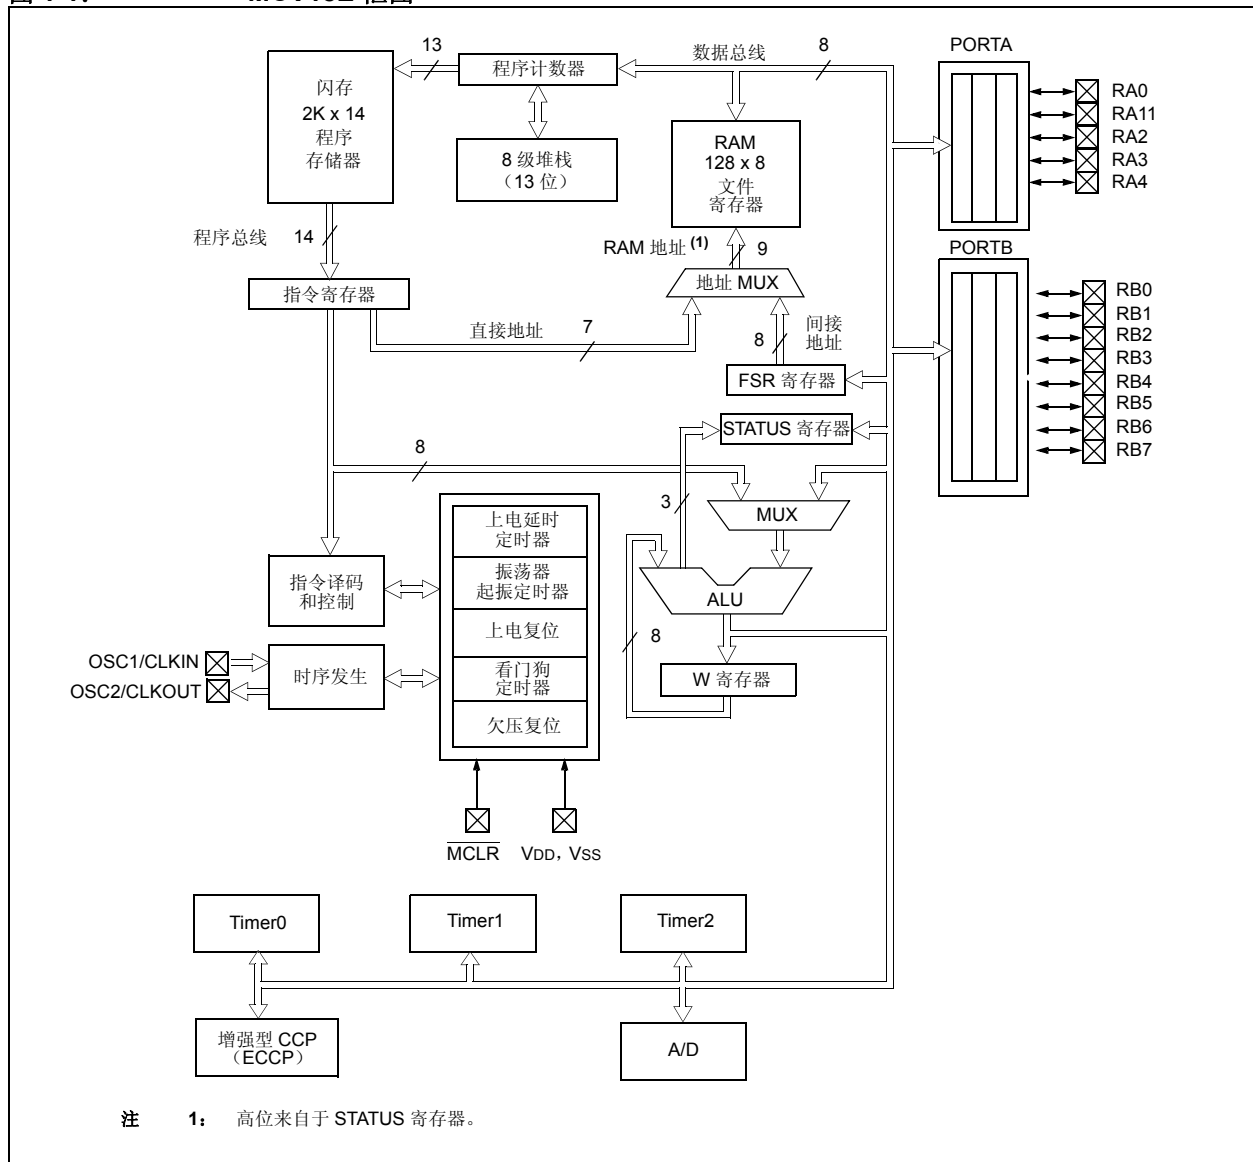 13
数据总线
8
PORTA
程序计数器
闪存
2K x 14
程序
存储器
8 级堆栈
（13 位）
RAM
128 x 8
文件
寄存器
RA0
RA11
RA2
RA3
RA4
程序总线
14
RAM 地址 (1)
9
PORTB
指令寄存器
地址 MUX
直接地址
7
8
间接
地址
FSR 寄存器
RB0
RB1
RB2
RB3
RB4
RB5
RB6
RB7
STATUS 寄存器
8
3
MUX
上电延时
定时器
振荡器
起振定时器
上电复位
看门狗
定时器
欠压复位
指令译码
和控制
ALU
8
OSC1/CLKIN
OSC2/CLKOUT
时序发生
W 寄存器
MCLR
VDD，VSS
Timer0
Timer1
Timer2
增强型 CCP
（ECCP）
A/D
注 1： 高位来自于 STATUS 寄存器。